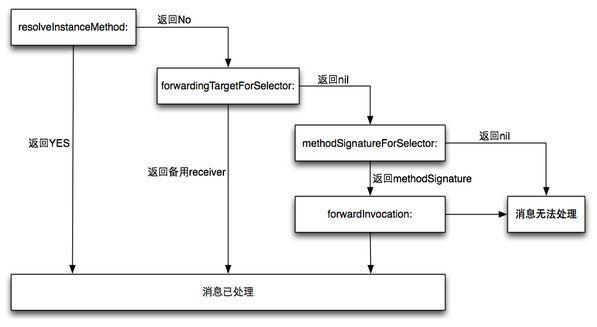 resolveInstanceMethod:
返回No
forwardingTargetForSelector:
返回nil
返回YES
methodSignatureForSelector:
返回nil
返回备用receiver
返回methodSignature
forwardInvocation:
消息无法处理
消息已处理